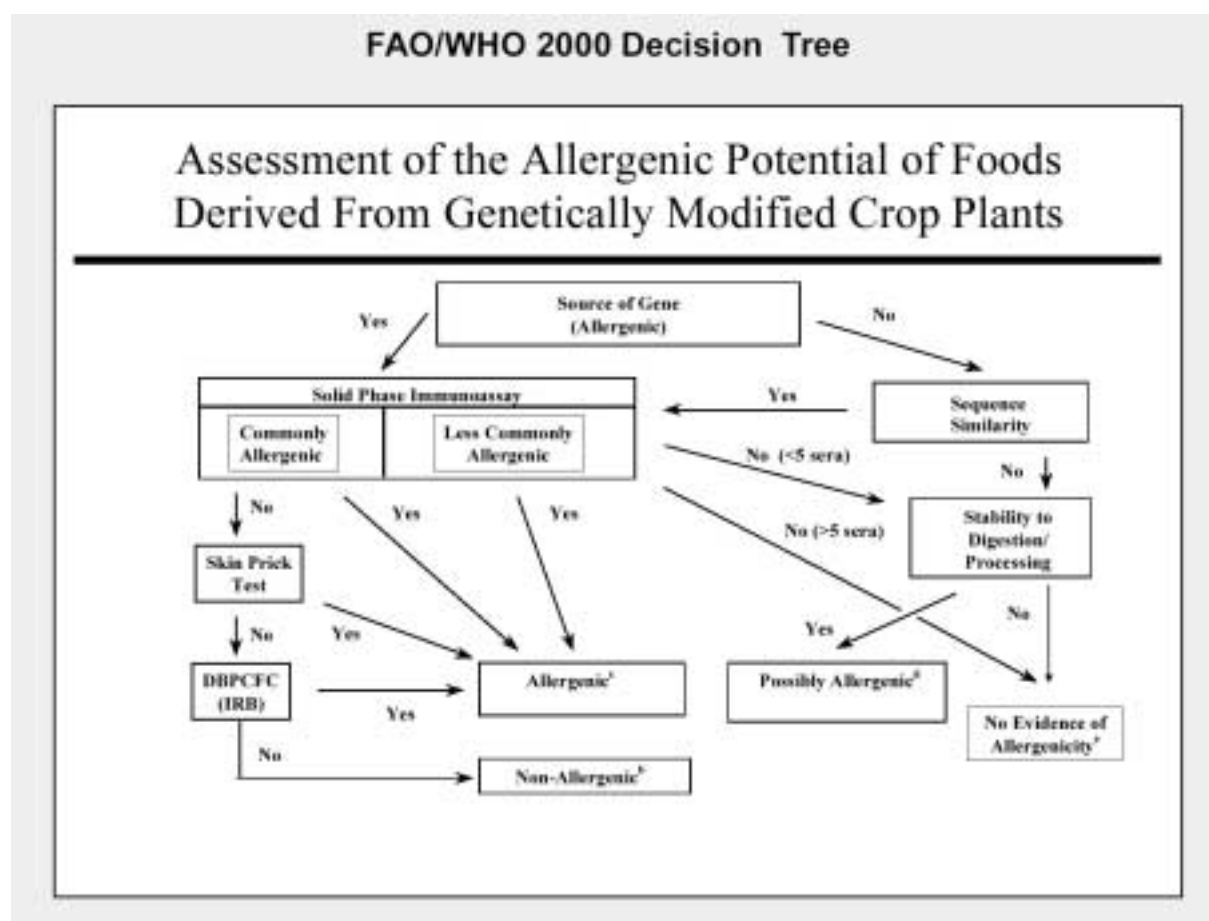 FAO/WHO 2000 Decision Tree
Assessment of the Allergenic Potential of Foods
Derived From Genetically Modified Crop Plants
Source of Gene
(Allergenic)
Yes
No
Solid Phase Immunoassay
Commonly
Allergenic
Less Commonly
Allergenic
Yes
Sequence
Similarity
No (<5 sera)
No
No
Yes
Yes
No (>5 sera)
Stability to
Digestion/
Processing
Skin Prick
Test
No
Yes
Yes
No
DBPCFC
(IRB)
Yes
Allergenic
Possibly Allergenic
No Evidence of
Allergenicity
No
Non-Allergenic